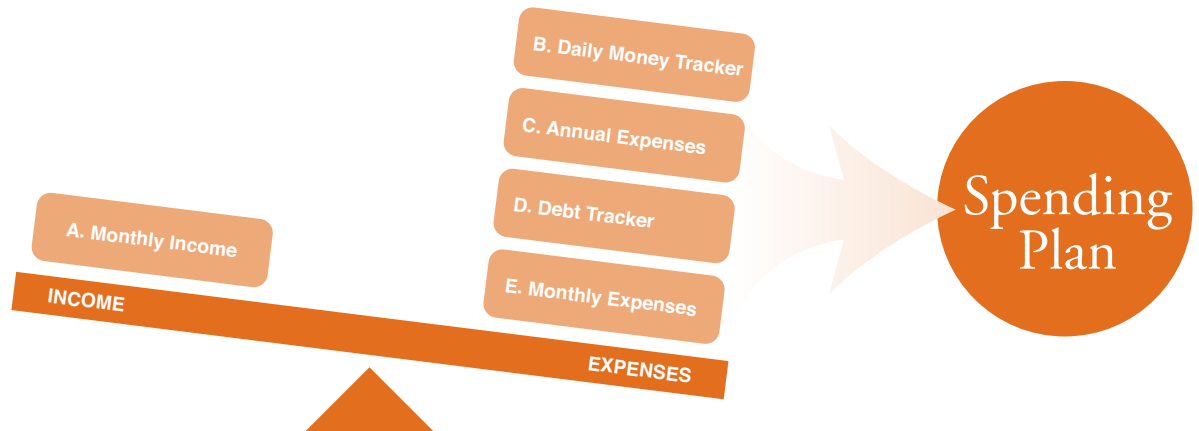 A. Monthly Income
INCOME
B. Daily Money Tracker
C. Annual Expenses
D. Debt Tracker
E. Monthly Expenses
EXPENSES
Spending
Plan